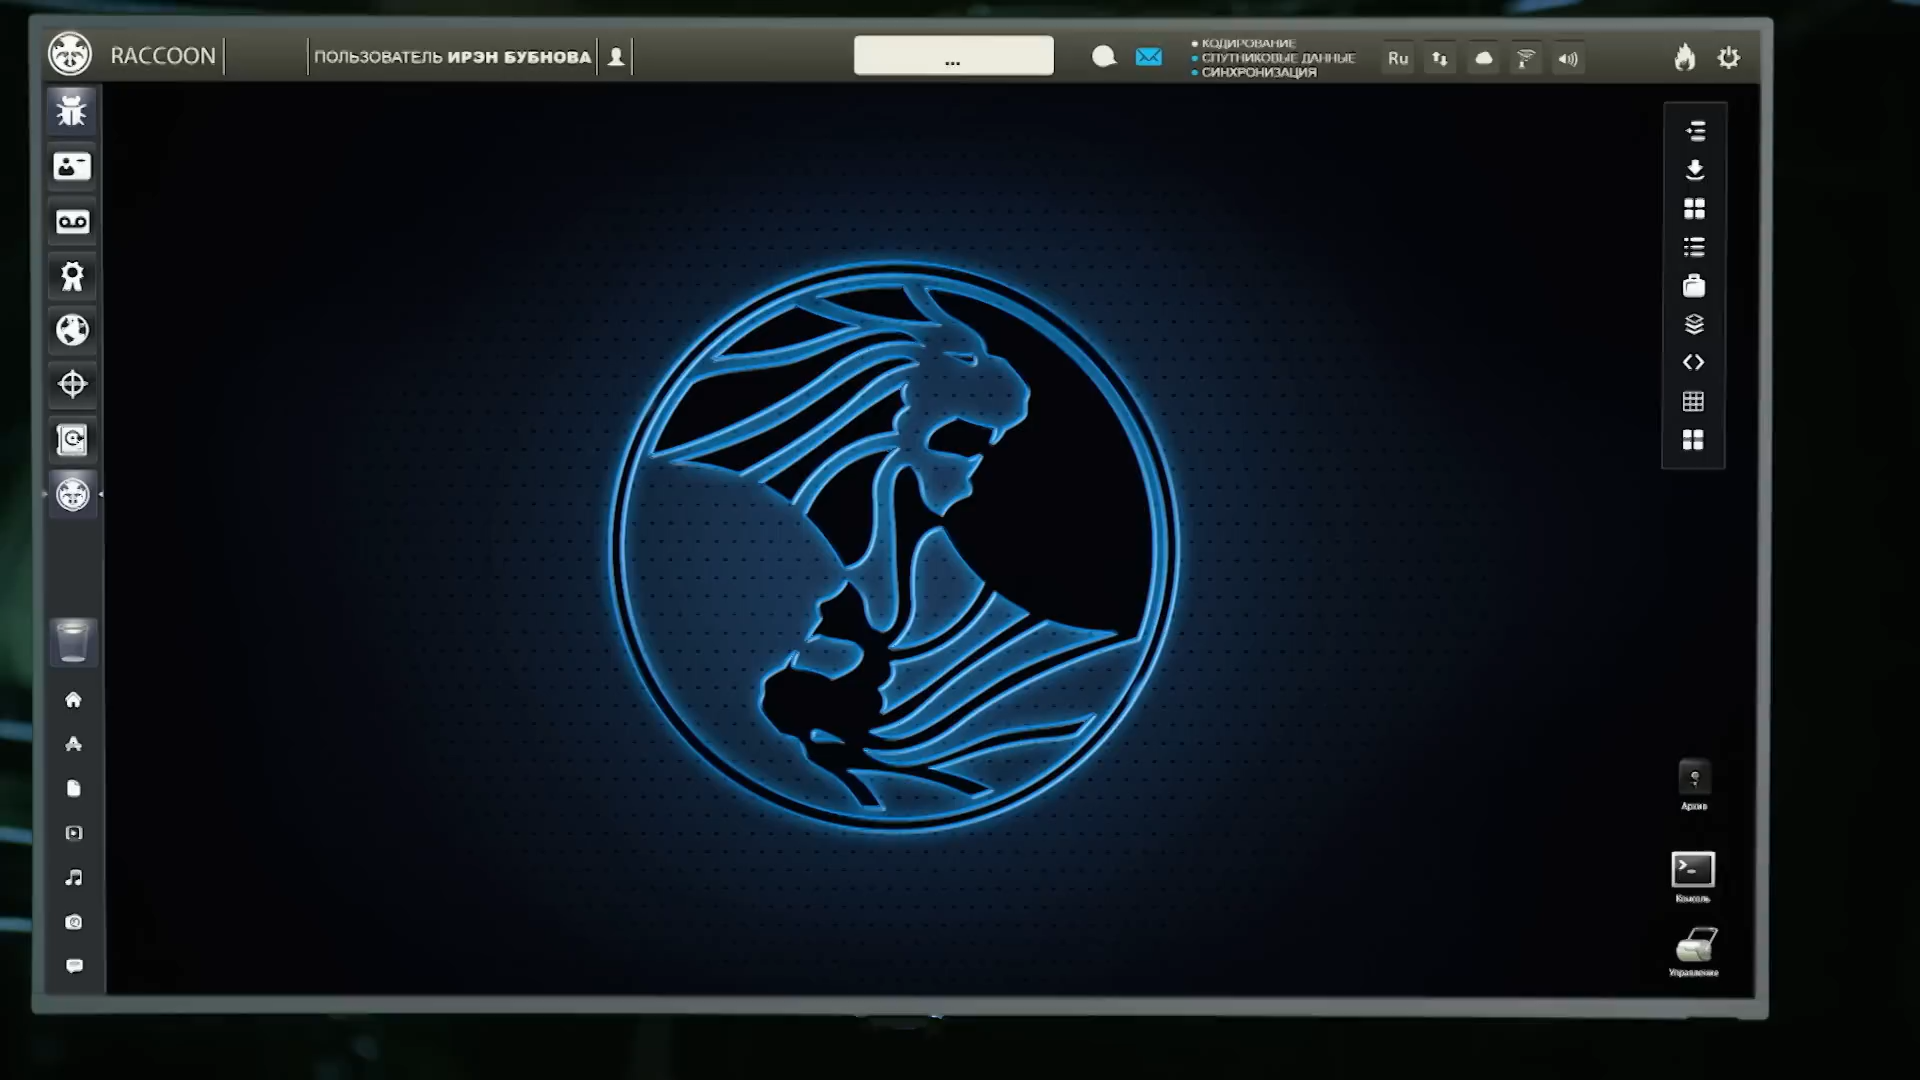 RACCOON
ПОЛЬЗОВАТЕЛЬ ИРЭН БУБНОВА
...
КОДИРОВАНИЕ
СПУТНИКОВЫЕ ДАННЫЕ
СИНХРОНИЗАЦИЯ
Ru
Архив
Консоль
Управление